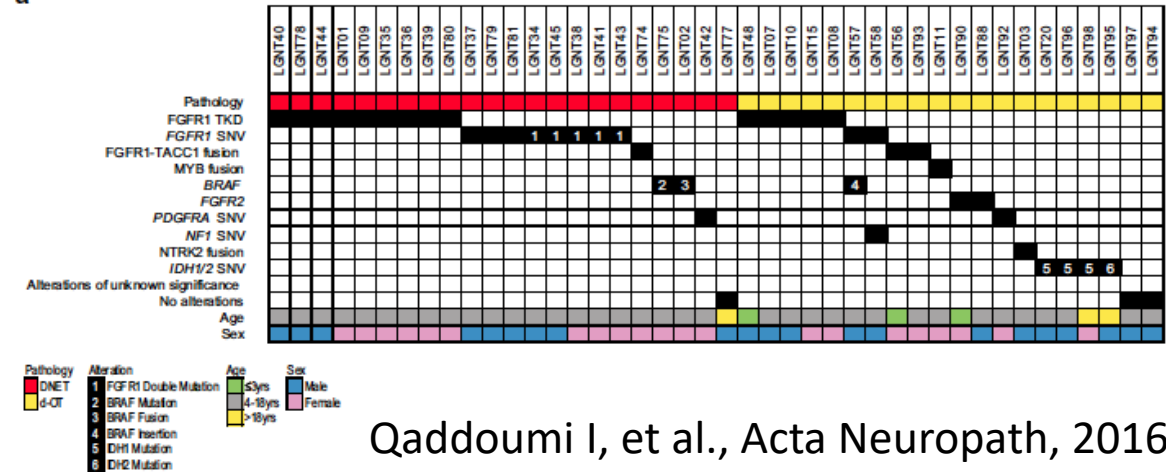 LGNT40 LGNT78 LGNT44 LGNT01 LGNT09 LGNT35 LGNT36 LGNT39 LGNT80 LGNT37 LGNT79 LGNT81 LGNT34 LGNT45 LGNT38 LGNT41 LGNT43 LGNT74 LGNT75 LGNT02 LGNT42 LGNT77 LGNT48 LGNT07 LGNT10 LGNT15 LGNT08 LGNT57 LGNT58 LGNT56 LGNT93 LGNT11 LGNT90 LGNT88 LGNT92 LGNT03 LGNT20 LGNT96 LGNT98 LGNT95 LGNT97 LGNT94
Pathology
FGFR1 TKD
FGFR1 SNV 1 1 1 1 1
FGFR1-TACC1 fusion
MYB fusion
BRAF 2 3 4
FGFR2
PDGFRA SNV
NF1 SNV
NTRK2 fusion
IDH1/2 SNV 5 5 5 6
Alterations of unknown significance
No alterations
Age
Sex
Pathology Alteration Age Sex
DNET 1 FGFR1 Double Mutation ≤3yrs Male
d-OT 2 BRAF Mutation 4-18yrs Female
3 BRAF Fusion >18yrs
4 BRAF Insertion
5 IDH1 Mutation
6 IDH2 Mutation
Qaddoumi I, et al., Acta Neuropath, 2016